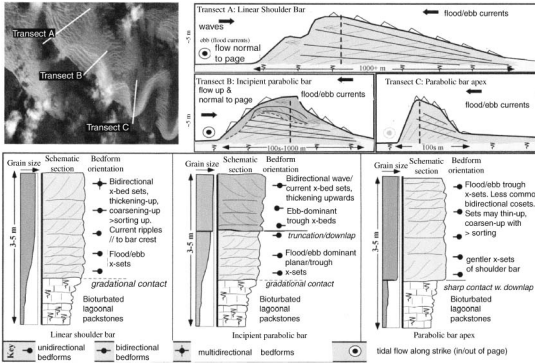 Transect A
Transect B
Transect C
Transect A: Linear Shoulder Bar
waves
flood/ebb currents
ebb (flood currents)
flow normal
to page
~5 m
1000+ m
Transect B: Incipient parabolic bar
flow up &
normal to page
flood/ebb currents
~5 m
100s-1000 m
Transect C: Parabolic bar apex
flood/ebb currents
100s m
Grain size
Schematic
section
Bedform
orientation
3-5 m
Bidirectional
x-bed sets,
thickening-up,
coarsening-up
>sorting up.
Current ripples
// to bar crest
Flood/ebb
x-sets
gradational contact
Bioturbated
lagoonal
packstones
Linear shoulder bar
Grain size
Schematic
section
Bedform
orientation
3-5 m
Bidirectional wave/
current x-bed sets,
thickening upwards
Ebb-dominant
trough x-beds
truncation/downlap
Flood/ebb dominant
planar/trough
x-sets
gradational contact
Bioturbated
lagoonal
packstones
Incipient parabolic bar
Grain size
Schematic
section
Bedform
orientation
3-5 m
Flood/ebb trough
x-sets. Less common
bidirectional cosets.
Sets may thin-up,
coarsen-up with
> sorting
gentler x-sets
of shoulder bar
sharp contact w. downlap
Bioturbated
lagoonal
packstones
Parabolic bar apex
Key
unidirectional
bedforms
bidirectional
bedforms
multidirectional bedforms
tidal flow along strike (in/out of page)